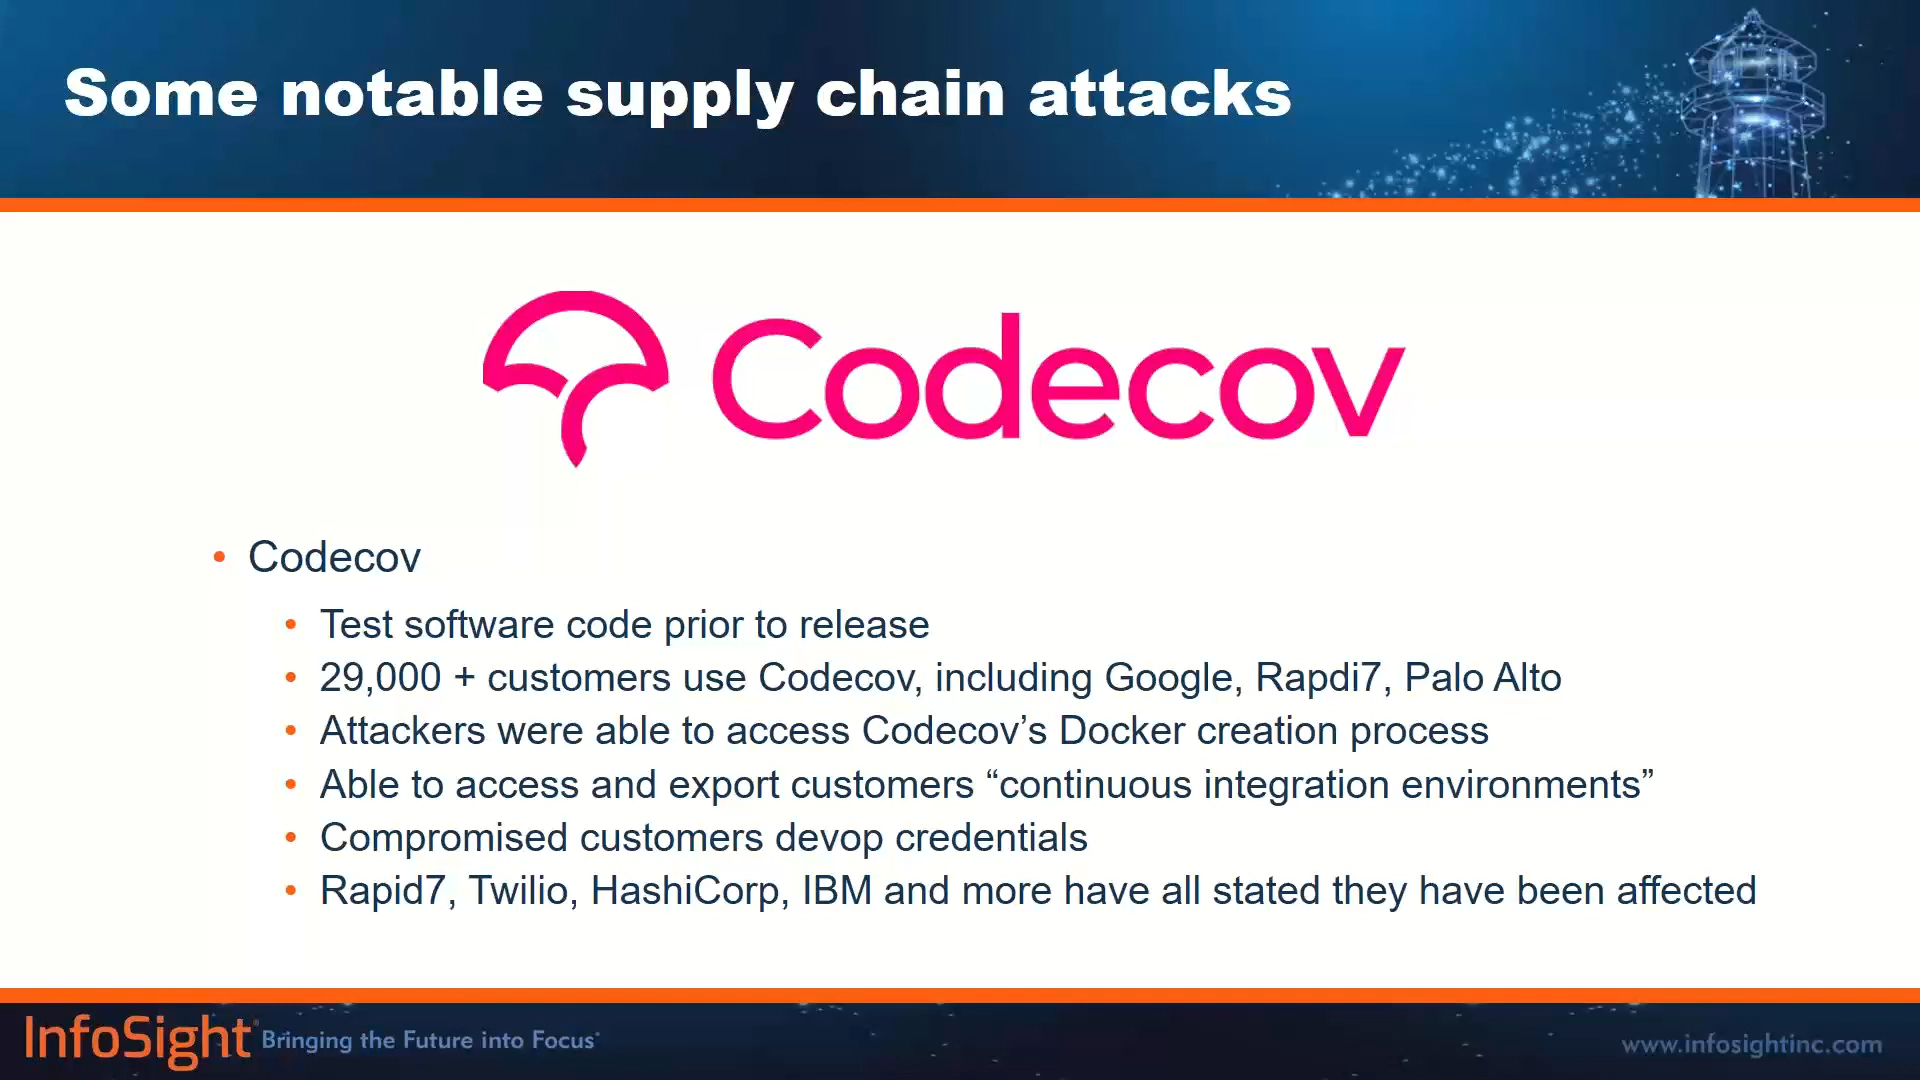 Some notable supply chain attacks
Codecov
• Codecov
• Test software code prior to release
• 29,000 + customers use Codecov, including Google, Rapdi7, Palo Alto
• Attackers were able to access Codecov’s Docker creation process
• Able to access and export customers “continuous integration environments”
• Compromised customers devop credentials
• Rapid7, Twilio, HashiCorp, IBM and more have all stated they have been affected
InfoSight® Bringing the Future into Focus®
www.infosightinc.com